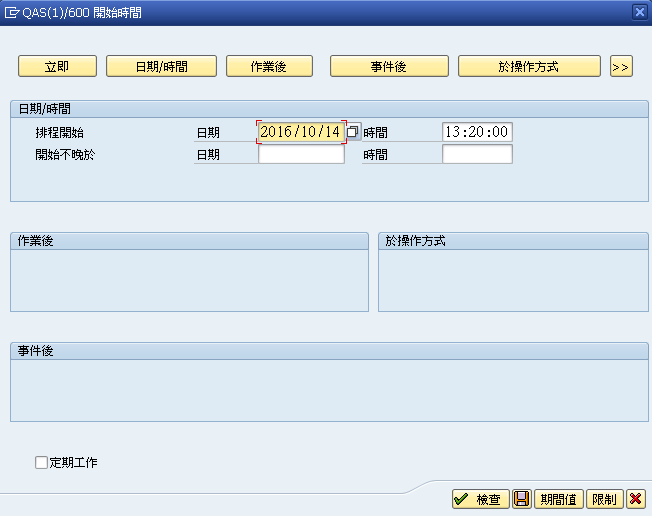 QAS(1)/600 開始時間
立即 日期/時間 作業後 事件後 於操作方式 >>
日期/時間
排程開始 日期 2016/10/14 時間 13:20:00
開始不晚於 日期 時間
作業後 於操作方式
事件後
定期工作
檢查 期間值 限制